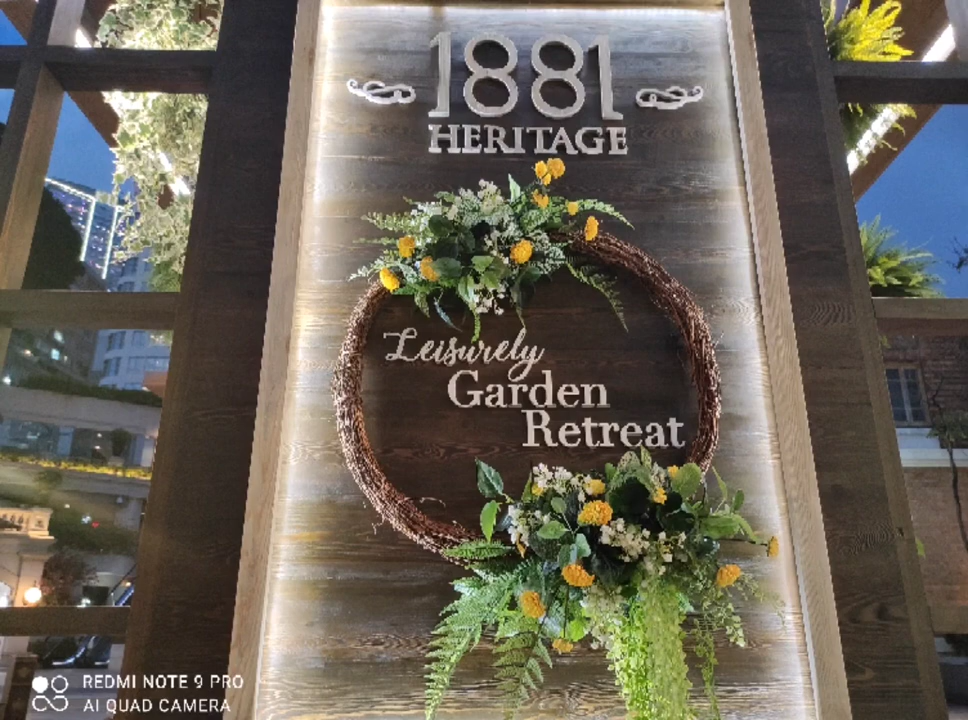 1881
HERITAGE
Leisurely
Garden
Retreat
REDMI NOTE 9 PRO
AI QUAD CAMERA